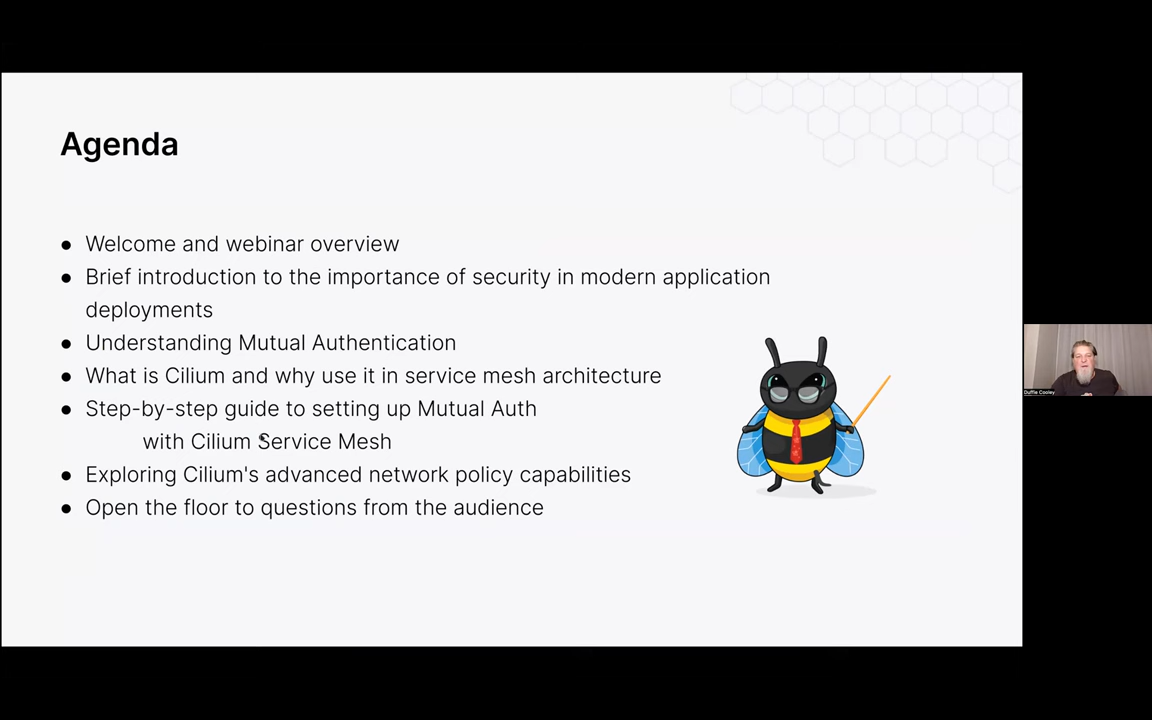 Agenda
● Welcome and webinar overview
● Brief introduction to the importance of security in modern application
deployments
● Understanding Mutual Authentication
● What is Cilium and why use it in service mesh architecture
● Step-by-step guide to setting up Mutual Auth
with Cilium Service Mesh
● Exploring Cilium's advanced network policy capabilities
● Open the floor to questions from the audience
Duffie Cooley